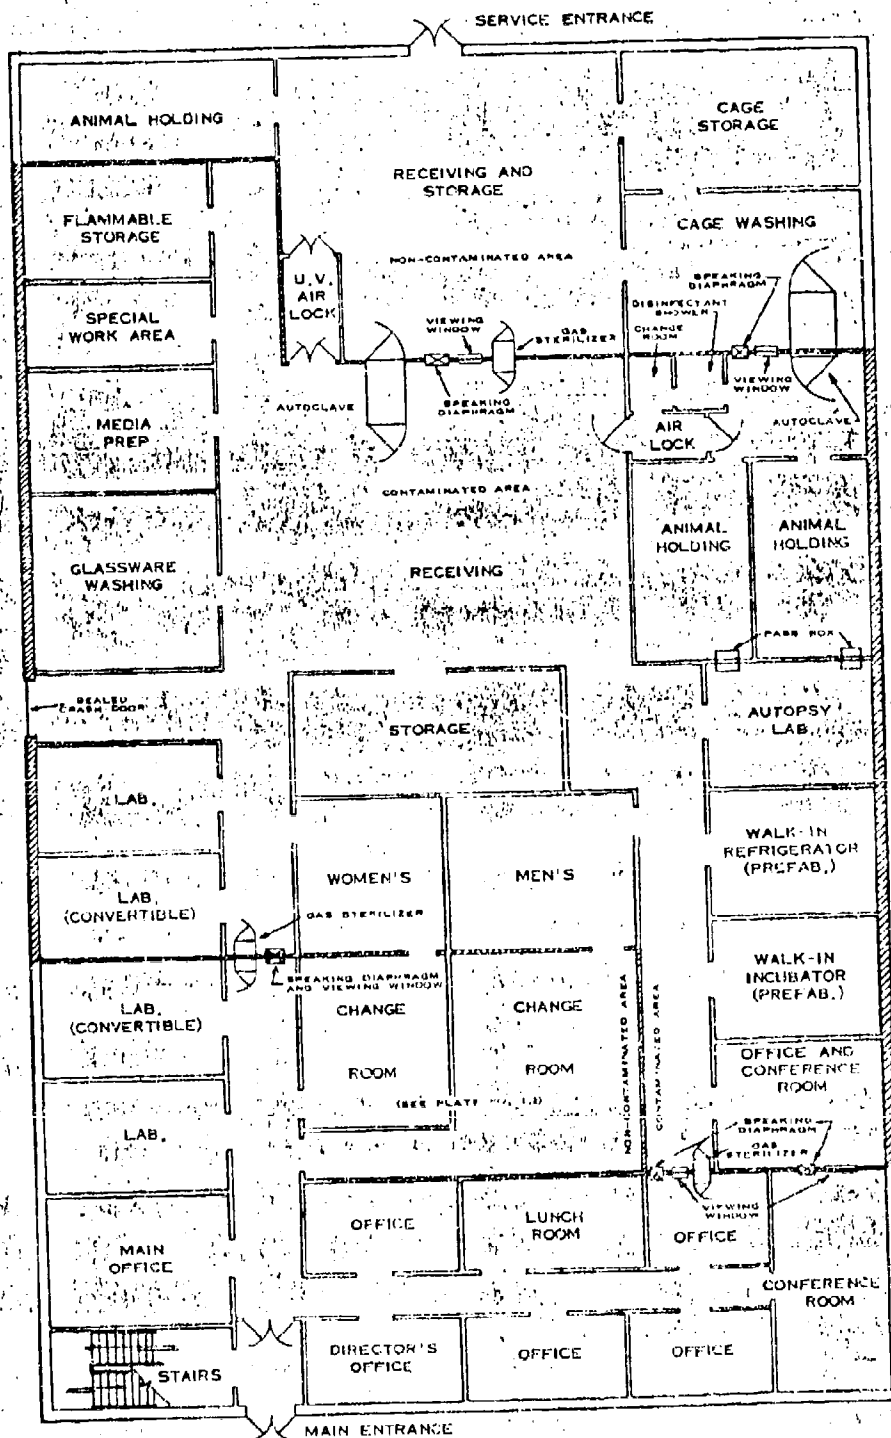 SERVICE ENTRANCE
ANIMAL HOLDING
RECEIVING AND
STORAGE
CAGE
STORAGE
FLAMMABLE
STORAGE
CAGE WASHING
NON-CONTAMINATED AREA
U.V.
AIR
LOCK
SPEAKING
DIAPHRAGM
DISINFECTANT
SHOWER
CHANGE
ROOM
SPECIAL
WORK AREA
VIEWING
WINDOW
GAS
STERILIZER
VIEWING
WINDOW
AUTOCLAVE
SPEAKING
DIAPHRAGM
AUTOCLAVE
MEDIA
PREP
AIR
LOCK
CONTAMINATED AREA
ANIMAL
HOLDING
ANIMAL
HOLDING
GLASSWARE
WASHING
RECEIVING
PASS BOX
SEALED
CRASH DOOR
STORAGE
AUTOPSY
LAB.
LAB.
WALK-IN
REFRIGERATOR
(PREFAB.)
WOMEN'S
MEN'S
LAB.
(CONVERTIBLE)
GAS STERILIZER
SPEAKING DIAPHRAGM
AND VIEWING WINDOW
WALK-IN
INCUBATOR
(PREFAB.)
LAB.
(CONVERTIBLE)
CHANGE
ROOM
CHANGE
ROOM
NON-CONTAMINATED AREA
CONTAMINATED AREA
OFFICE AND
CONFERENCE
ROOM
(SEE PLATE NO.
LAB.
SPEAKING
DIAPHRAGM
GAS
STERILIZER
VIEWING
WINDOW
OFFICE
LUNCH
ROOM
OFFICE
MAIN
OFFICE
CONFERENCE
ROOM
DIRECTOR'S
OFFICE
OFFICE
OFFICE
STAIRS
MAIN ENTRANCE